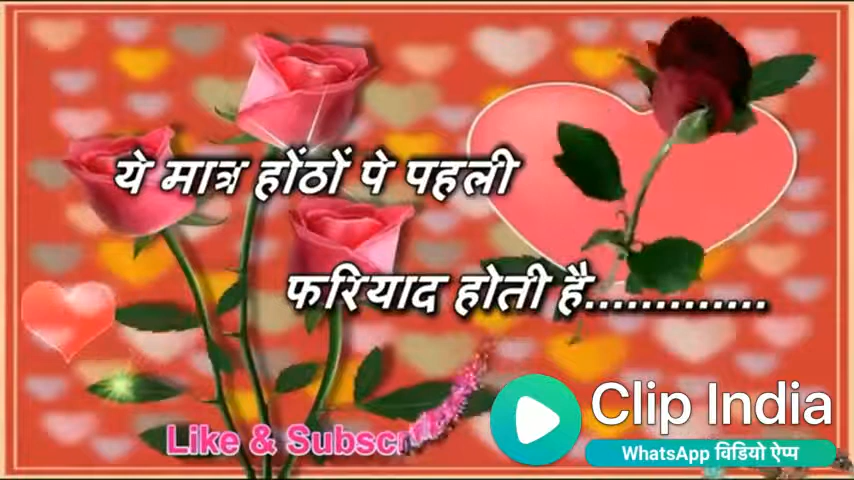 ये मात्र होंठों पे पहली
फरियाद होती है.............
Like & Subscr
Clip India
WhatsApp विडियो ऐप्प